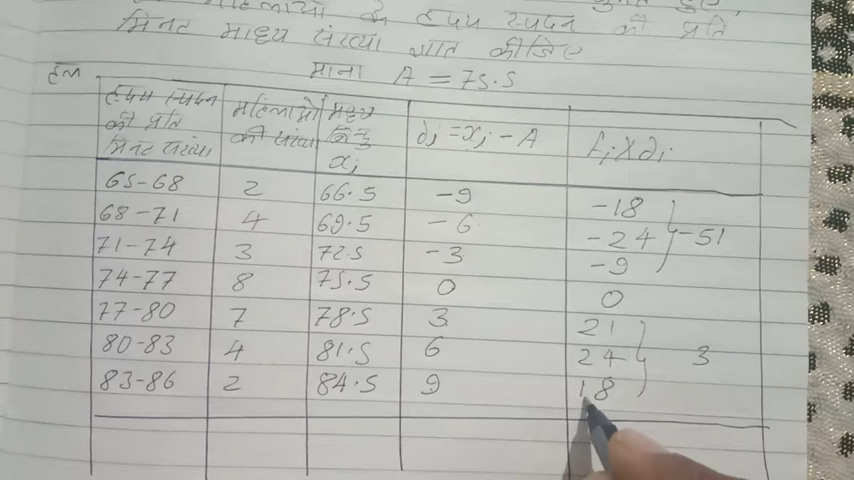 के हृदय स्पंदन की प्रति
मिनट माध्य संख्या ज्ञात कीजिए
हल
माना A = 75.5
हृदय स्पंदन की प्रति मिनट संख्या महिलाओं की संख्या मध्य बिन्दु xi di = xi - A fi X di
65-68 2 66.5 -9 -18
68-71 4 69.5 -6 -24 -51
71-74 3 72.5 -3 -9
74-77 8 75.5 0 0
77-80 7 78.5 3 21
80-83 4 81.5 6 24 3
83-86 2 84.5 9 18